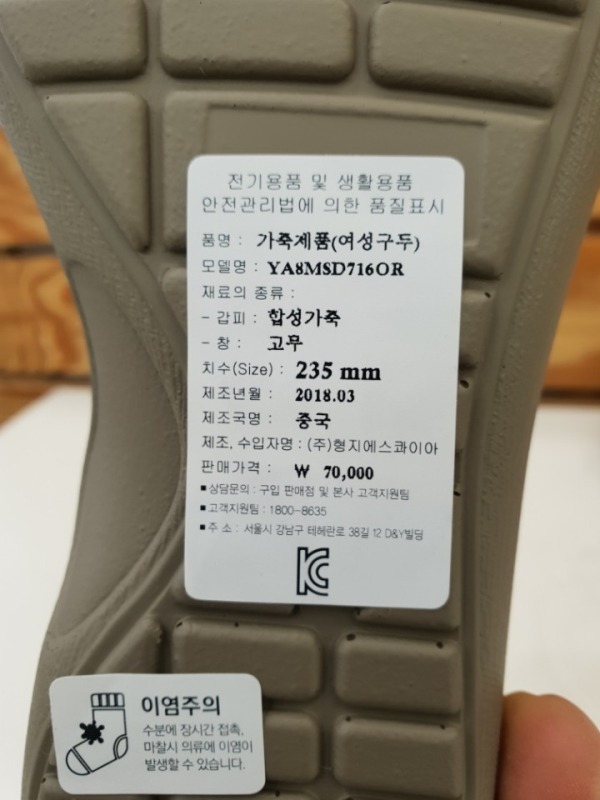 전기용품 및 생활용품
안전관리법에 의한 품질표시
품명 : 가죽제품(여성구두)
모델명 : YA8MSD716OR
재료의 종류 :
- 갑피 : 합성가죽
- 창 : 고무
치수(Size) : 235 mm
제조년월 : 2018.03
제조국명 : 중국
제조, 수입자명 : (주)형지에스콰이아
판매가격 : ₩ 70,000
■ 상담문의 : 구입 판매점 및 본사 고객지원팀
■ 고객지원팀 : 1800-8635
■ 주 소 : 서울시 강남구 테헤란로 38길 12 D&Y빌딩
KC
이염주의
수분에 장시간 접촉,
마찰시 의류에 이염이
발생할 수 있습니다.